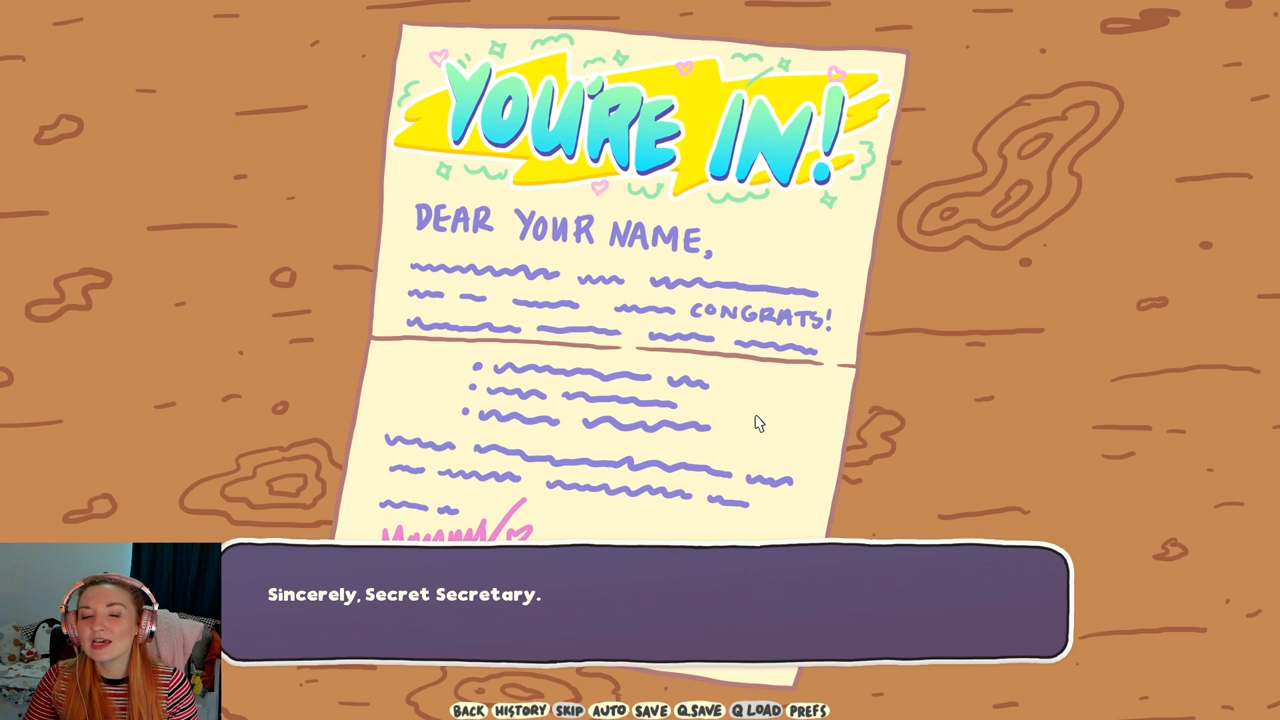 YOU'RE IN!
DEAR YOUR NAME,
CONGRATS!
Sincerely, Secret Secretary.
BACK HISTORY SKIP AUTO SAVE Q.SAVE Q.LOAD PREFS